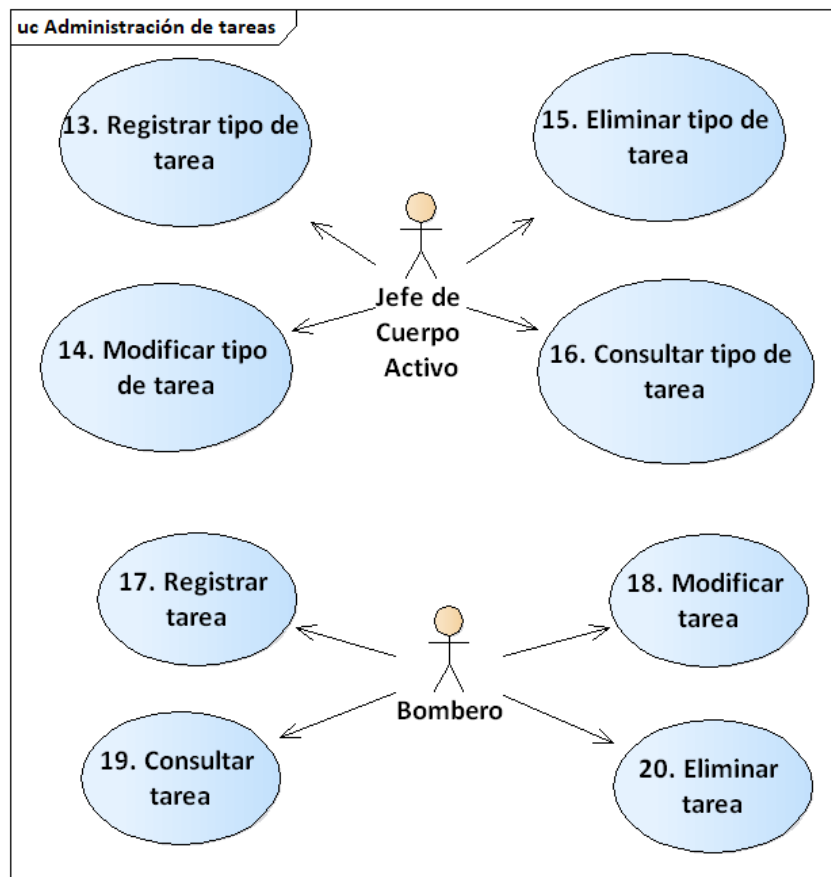 uc Administración de tareas
13. Registrar tipo de
tarea
15. Eliminar tipo de
tarea
Jefe de
Cuerpo
Activo
14. Modificar tipo
de tarea
16. Consultar tipo de
tarea
17. Registrar
tarea
18. Modificar
tarea
Bombero
19. Consultar
tarea
20. Eliminar
tarea